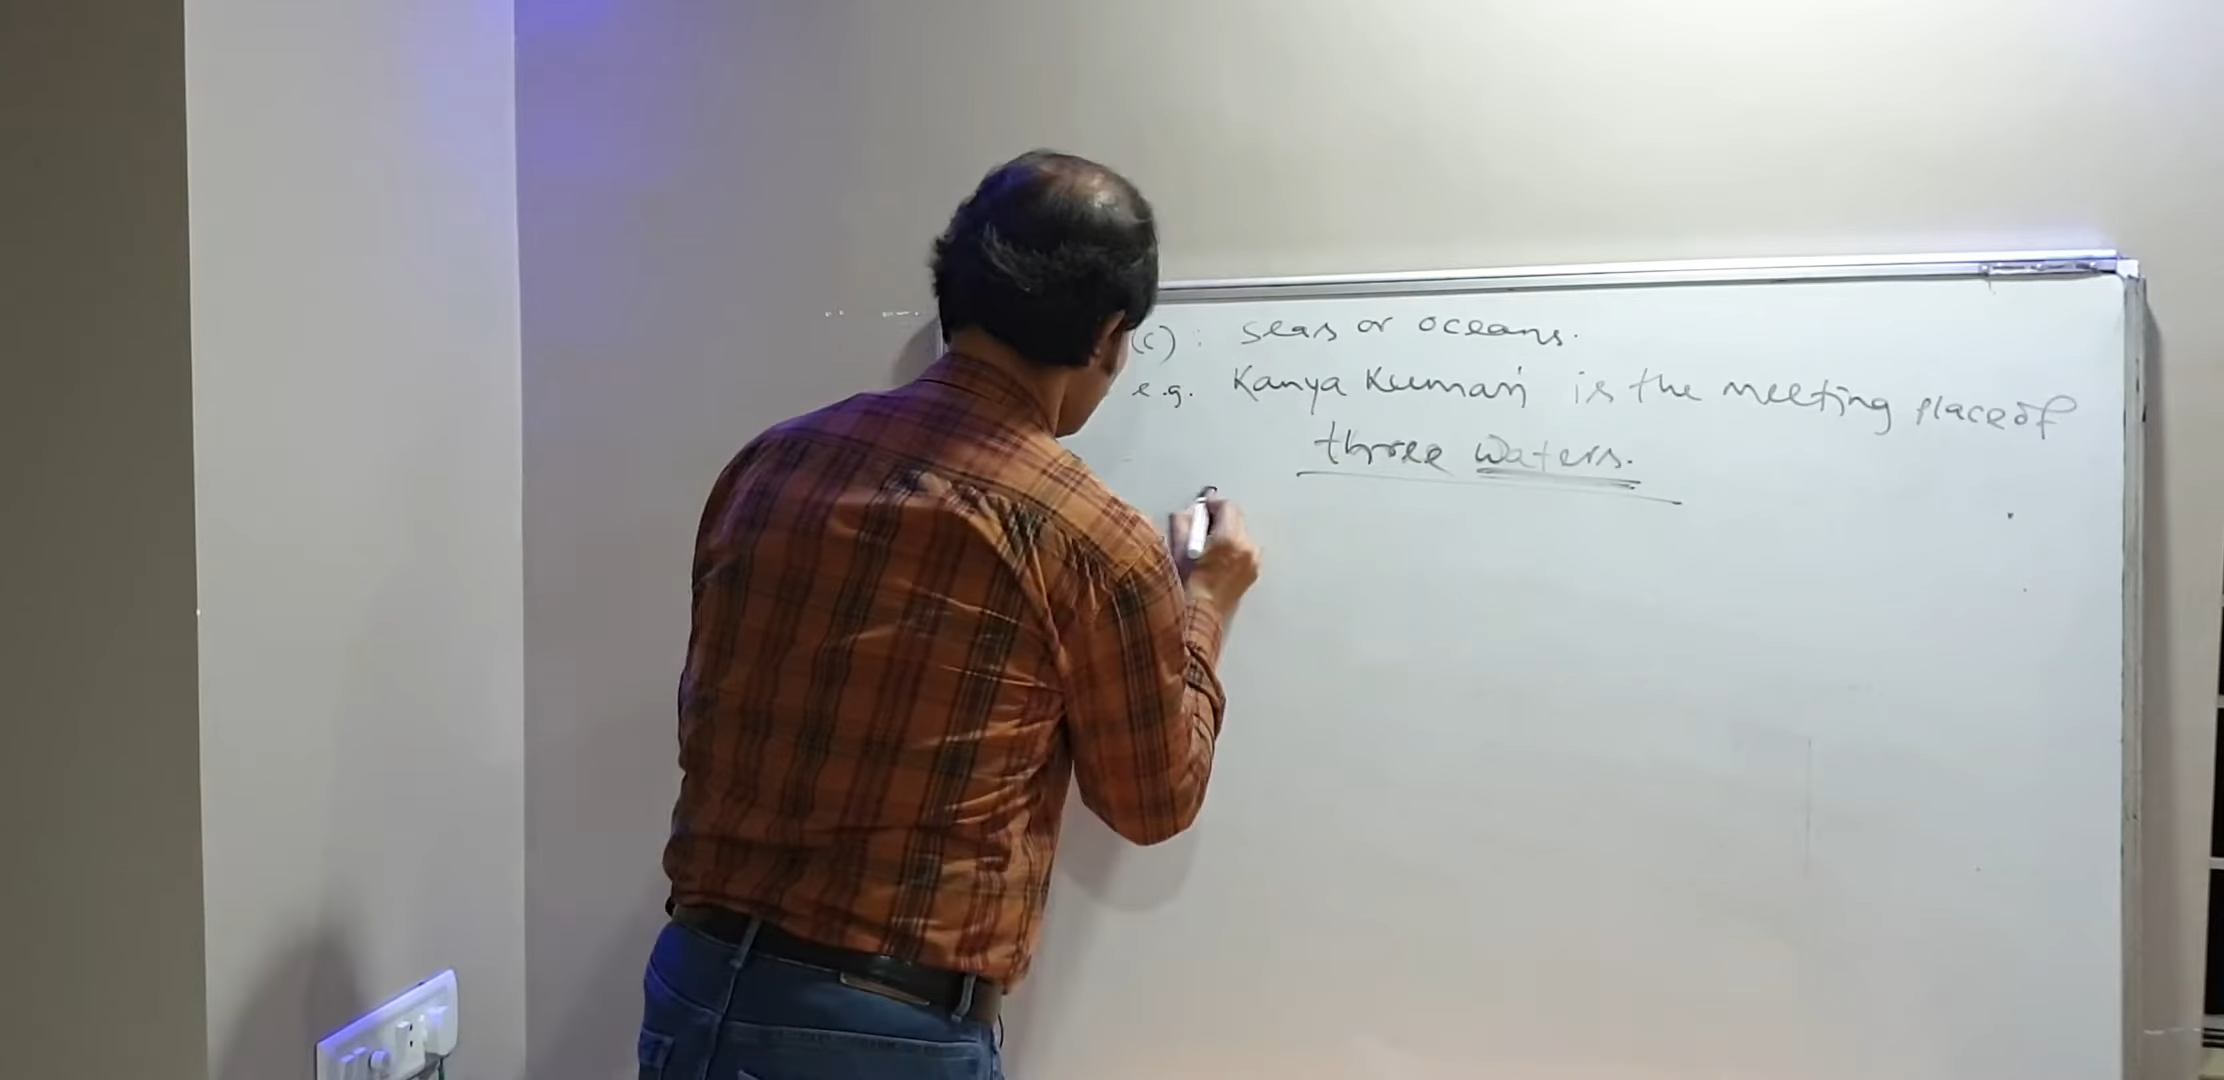 (c) : seas or oceans.
e.g. Kanya Kumari is the meeting place of
three waters.